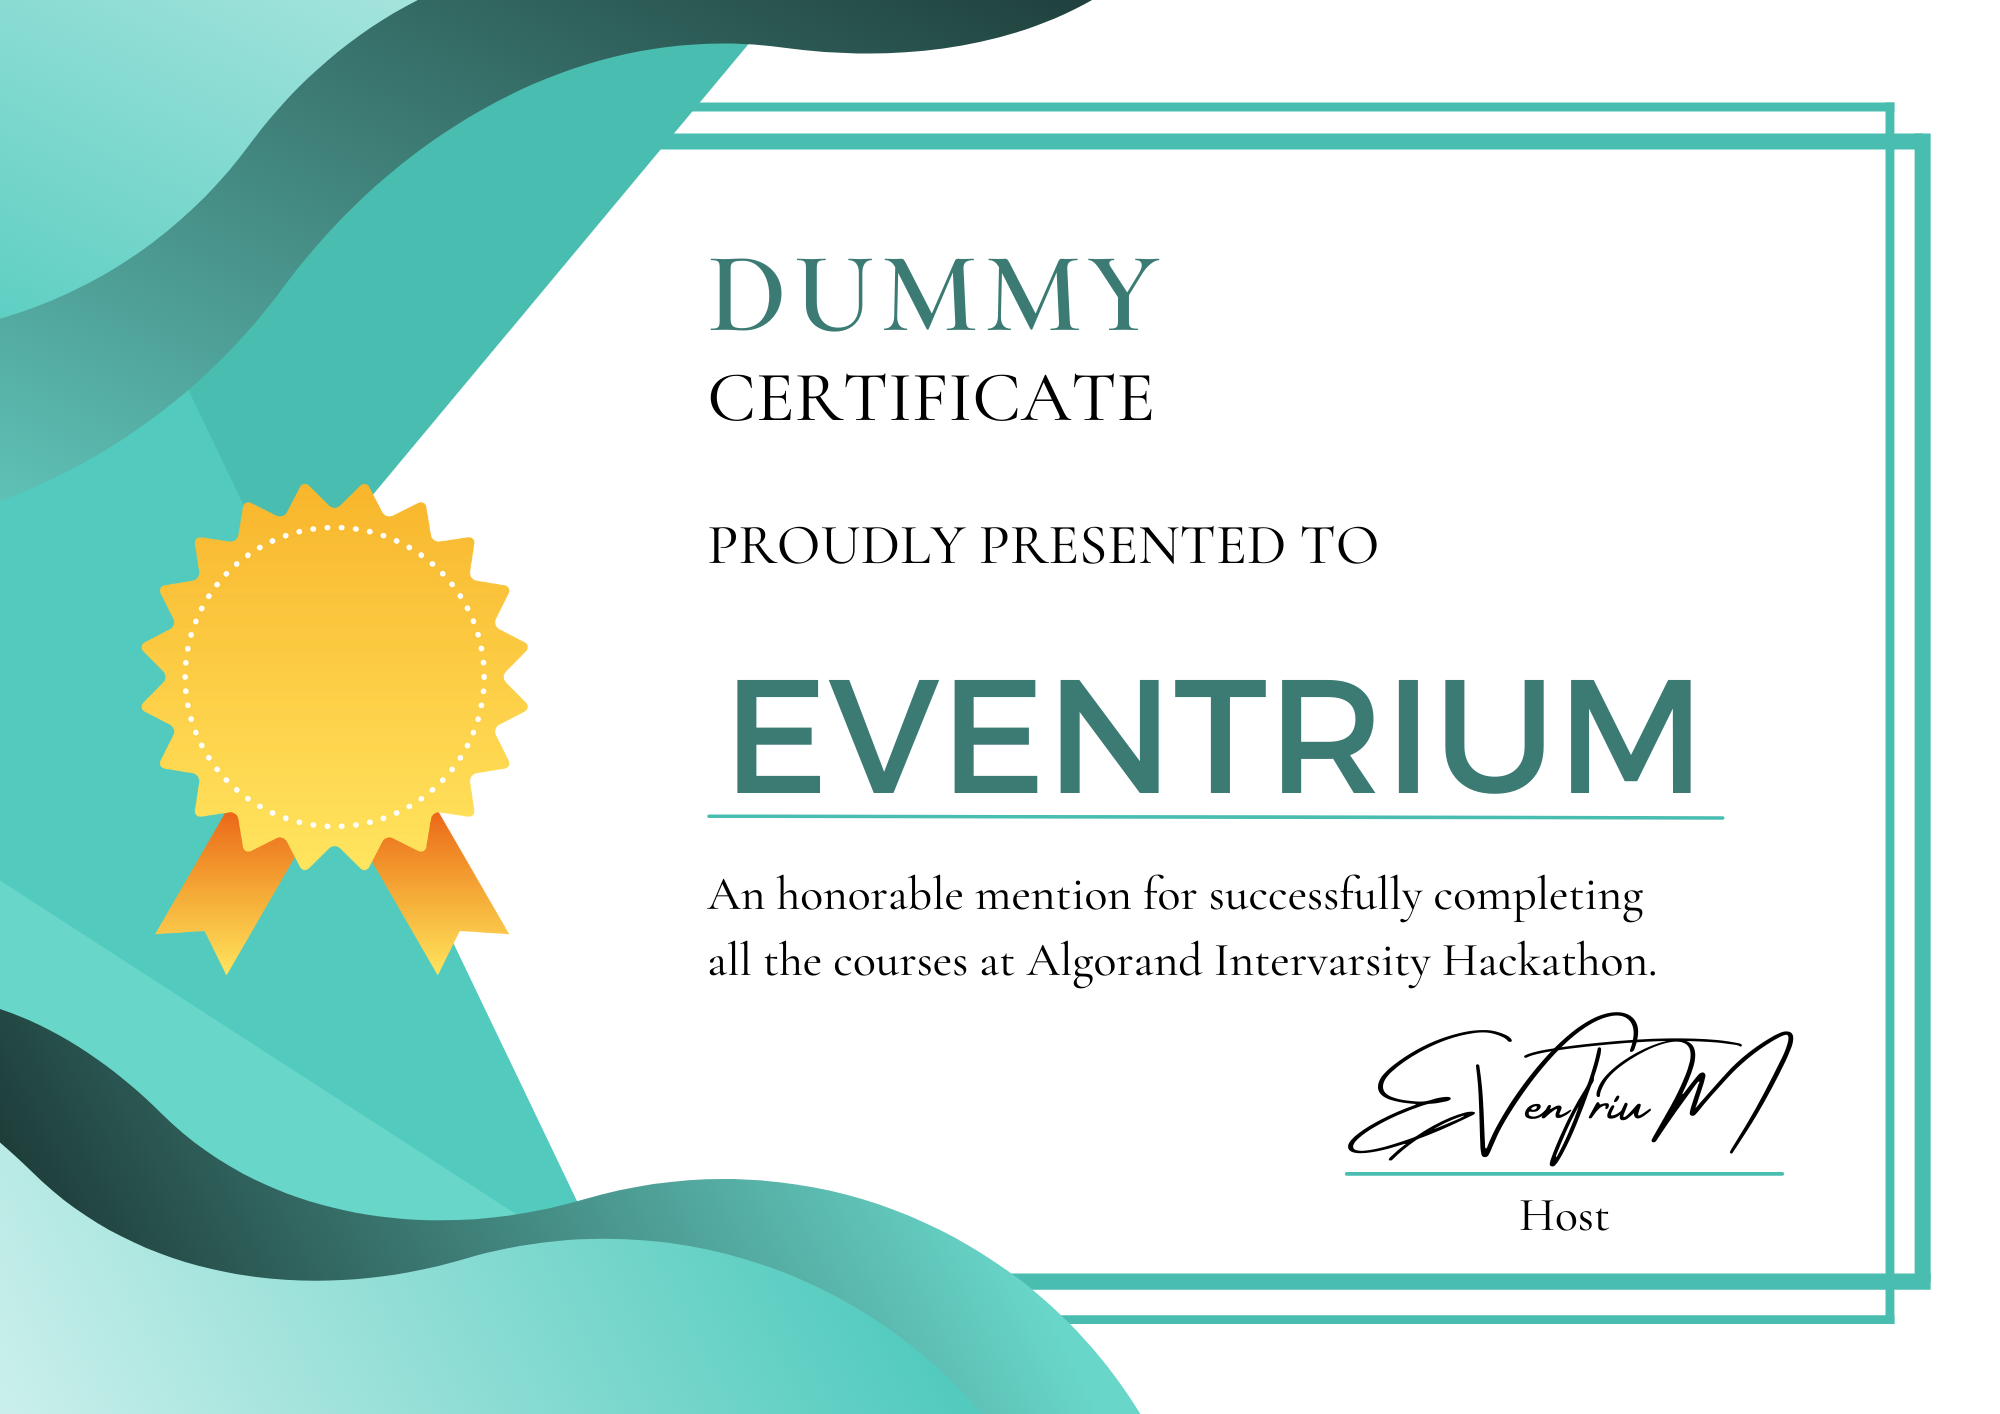 DUMMY
CERTIFICATE
PROUDLY PRESENTED TO
EVENTRIUM
An honorable mention for successfully completing
all the courses at Algorand Intervarsity Hackathon.
EVenTriuM
Host